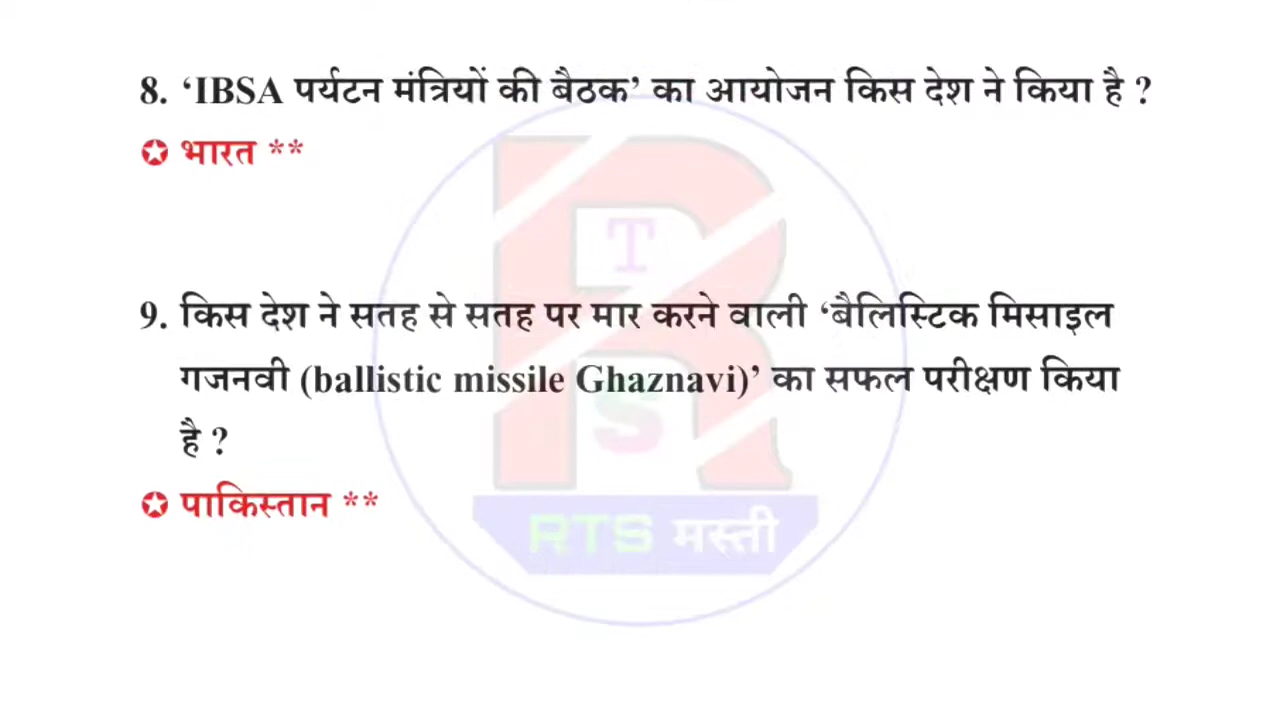 8. ‘IBSA पर्यटन मंत्रियों की बैठक’ का आयोजन किस देश ने किया है ?
✪ भारत **
9. किस देश ने सतह से सतह पर मार करने वाली ‘बैलिस्टिक मिसाइल
गजनवी (ballistic missile Ghaznavi)’ का सफल परीक्षण किया
है ?
✪ पाकिस्तान **
R
T
S
RTS मस्ती